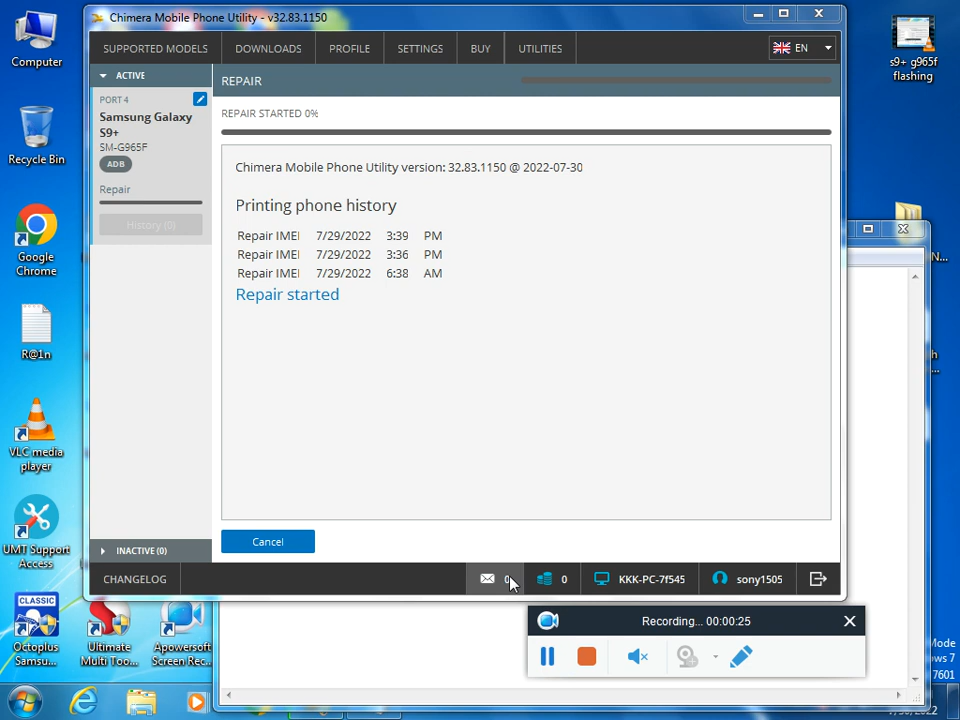 Computer
Recycle Bin
Google
Chrome
R@1n
VLC media
player
UMT Support
Access
Octoplus
Samsu...
Ultimate
Multi Too...
Apowersoft
Screen Rec...
s9+ g965f
flashing
Chimera Mobile Phone Utility - v32.83.1150
SUPPORTED MODELS
DOWNLOADS
PROFILE
SETTINGS
BUY
UTILITIES
EN
ACTIVE
PORT 4
Samsung Galaxy
S9+
SM-G965F
ADB
Repair
History (0)
INACTIVE (0)
REPAIR
REPAIR STARTED 0%
Chimera Mobile Phone Utility version: 32.83.1150 @ 2022-07-30
Printing phone history
Repair IMEI 7/29/2022 3:39 PM
Repair IMEI 7/29/2022 3:36 PM
Repair IMEI 7/29/2022 6:38 AM
Repair started
Cancel
CHANGELOG
0
0
KKK-PC-7f545
sony1505
Recording... 00:00:25
CLASSIC
N...
h
...
Mode
ws 7
7601